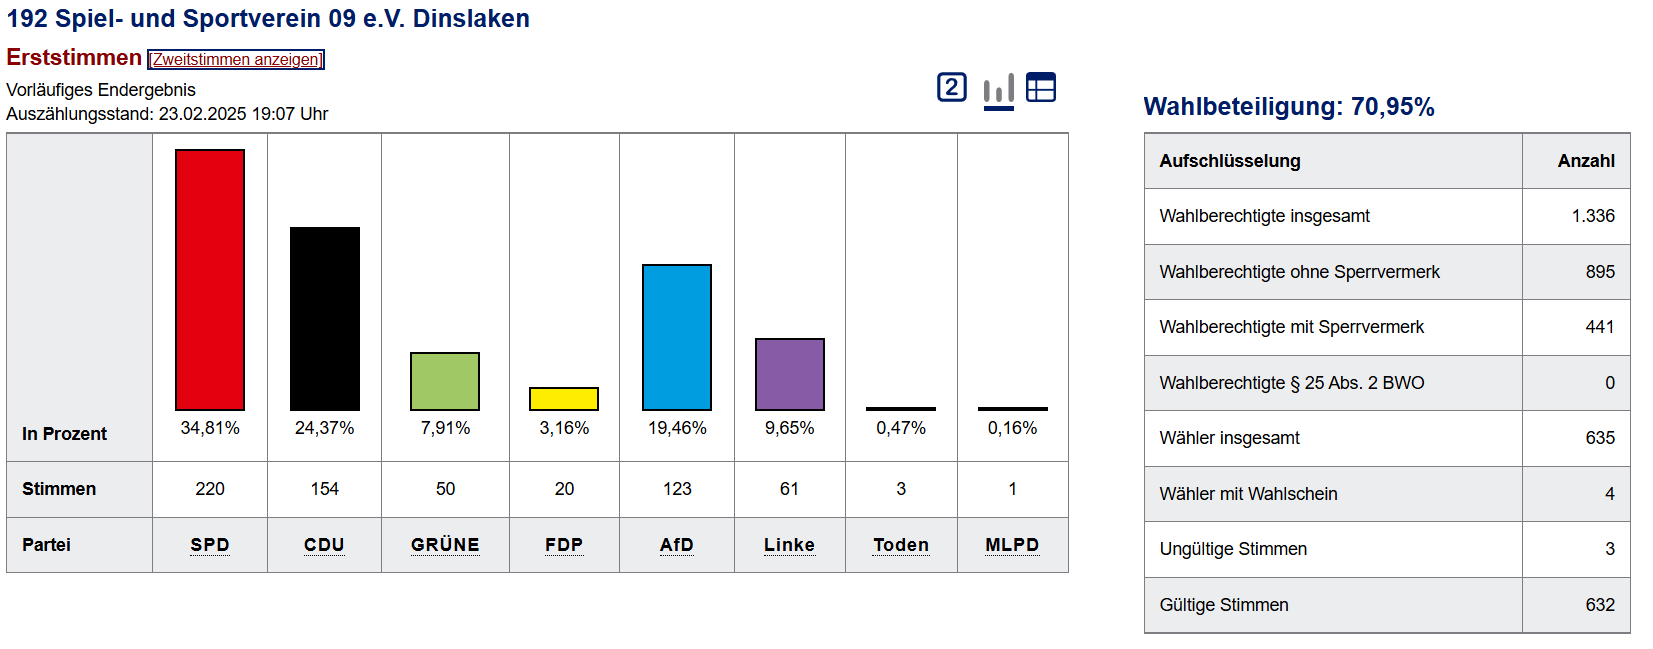 192 Spiel- und Sportverein 09 e.V. Dinslaken
Erststimmen [Zweitstimmen anzeigen]
Vorläufiges Endergebnis
Auszählungsstand: 23.02.2025 19:07 Uhr
2
In Prozent 34,81% 24,37% 7,91% 3,16% 19,46% 9,65% 0,47% 0,16%
Stimmen 220 154 50 20 123 61 3 1
Partei SPD CDU GRÜNE FDP AfD Linke Toden MLPD
Wahlbeteiligung: 70,95%
Aufschlüsselung Anzahl
Wahlberechtigte insgesamt 1.336
Wahlberechtigte ohne Sperrvermerk 895
Wahlberechtigte mit Sperrvermerk 441
Wahlberechtigte § 25 Abs. 2 BWO 0
Wähler insgesamt 635
Wähler mit Wahlschein 4
Ungültige Stimmen 3
Gültige Stimmen 632